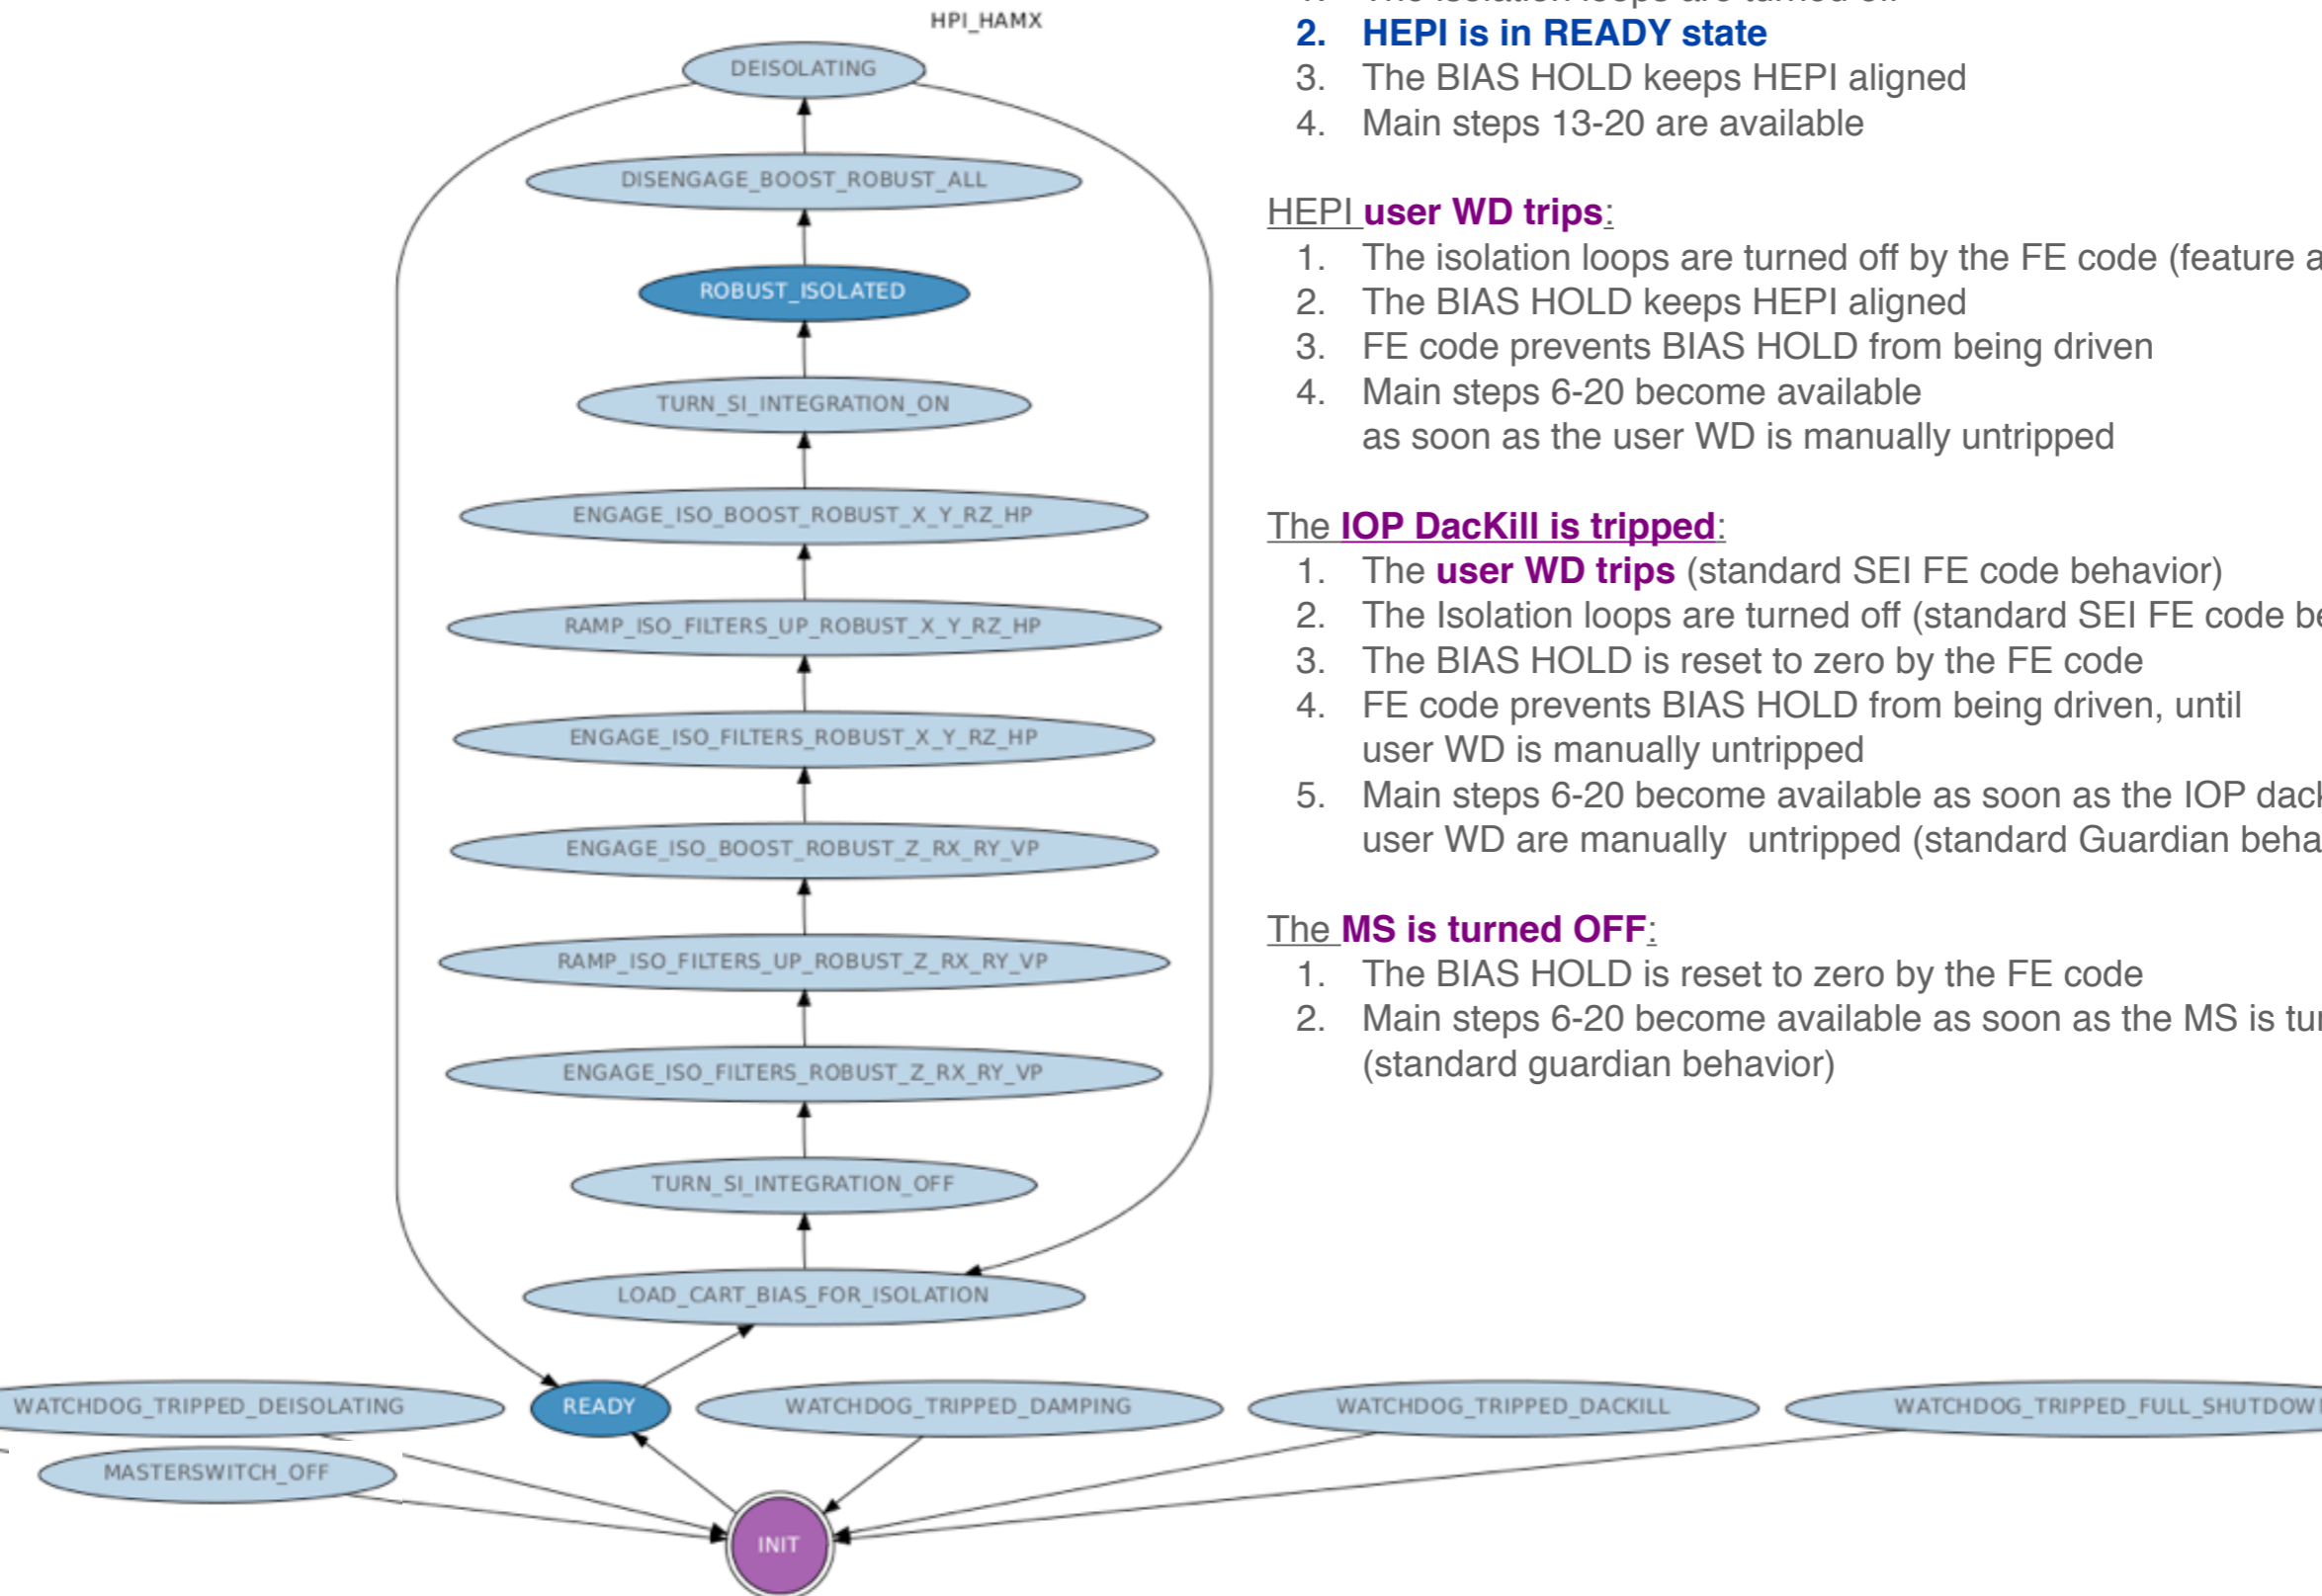 HPI_HAMX
DEISOLATING
DISENGAGE_BOOST_ROBUST_ALL
ROBUST_ISOLATED
TURN_SI_INTEGRATION_ON
ENGAGE_ISO_BOOST_ROBUST_X_Y_RZ_HP
RAMP_ISO_FILTERS_UP_ROBUST_X_Y_RZ_HP
ENGAGE_ISO_FILTERS_ROBUST_X_Y_RZ_HP
ENGAGE_ISO_BOOST_ROBUST_Z_RX_RY_VP
RAMP_ISO_FILTERS_UP_ROBUST_Z_RX_RY_VP
ENGAGE_ISO_FILTERS_ROBUST_Z_RX_RY_VP
TURN_SI_INTEGRATION_OFF
LOAD_CART_BIAS_FOR_ISOLATION
WATCHDOG_TRIPPED_DEISOLATING
READY
WATCHDOG_TRIPPED_DAMPING
WATCHDOG_TRIPPED_DACKILL
WATCHDOG_TRIPPED_FULL_SHUTDOW
MASTERSWITCH_OFF
INIT
2. HEPI is in READY state
3. The BIAS HOLD keeps HEPI aligned
4. Main steps 13-20 are available
HEPI user WD trips:
1. The isolation loops are turned off by the FE code (feature a
2. The BIAS HOLD keeps HEPI aligned
3. FE code prevents BIAS HOLD from being driven
4. Main steps 6-20 become available
as soon as the user WD is manually untripped
The IOP DacKill is tripped:
1. The user WD trips (standard SEI FE code behavior)
2. The Isolation loops are turned off (standard SEI FE code be
3. The BIAS HOLD is reset to zero by the FE code
4. FE code prevents BIAS HOLD from being driven, until
user WD is manually untripped
5. Main steps 6-20 become available as soon as the IOP dack
user WD are manually untripped (standard Guardian beha
The MS is turned OFF:
1. The BIAS HOLD is reset to zero by the FE code
2. Main steps 6-20 become available as soon as the MS is tur
(standard guardian behavior)